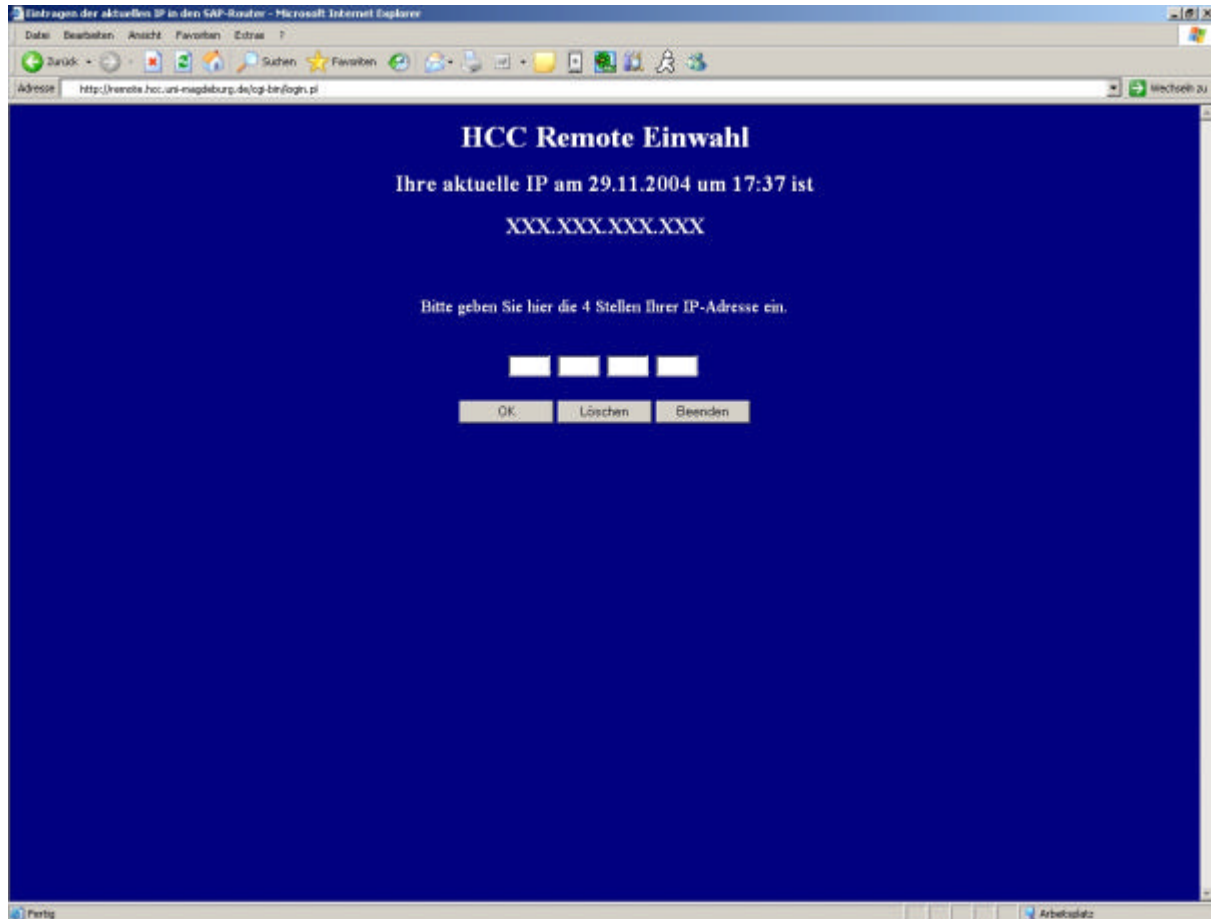 Eintragen der aktuellen IP in den SAP-Router - Microsoft Internet Explorer
Datei Bearbeiten Ansicht Favoriten Extras ?
Zurück Suchen Favoriten
Adresse http://remote.hcc.uni-magdeburg.de/cgi-bin/login.pl Wechseln zu
HCC Remote Einwahl
Ihre aktuelle IP am 29.11.2004 um 17:37 ist
XXX.XXX.XXX.XXX
Bitte geben Sie hier die 4 Stellen Ihrer IP-Adresse ein.
OK Löschen Beenden
Fertig Arbeitsplatz